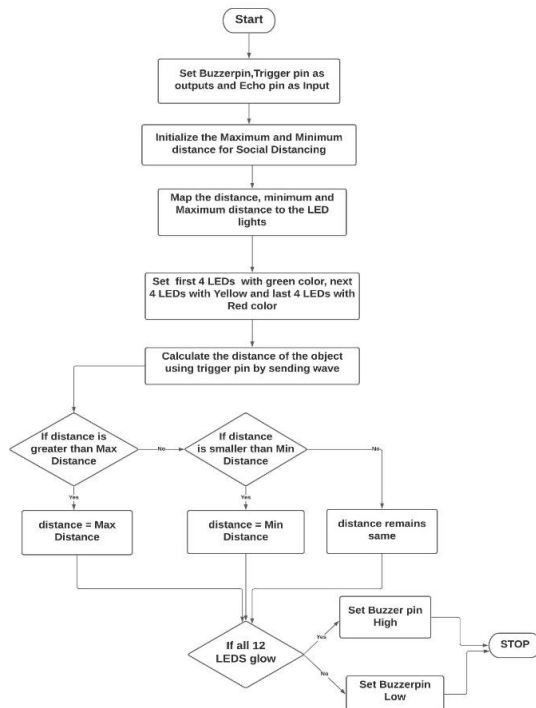 Start
Set Buzzerpin,Trigger pin as
outputs and Echo pin as Input
Initialize the Maximum and Minimum
distance for Social Distancing
Map the distance, minimum and
Maximum distance to the LED
lights
Set first 4 LEDs with green color, next
4 LEDs with Yellow and last 4 LEDs with
Red color
Calculate the distance of the object
using trigger pin by sending wave
If distance is
greater than Max
Distance
No
If distance
is smaller than Min
Distance
No
Yes
Yes
distance = Max
Distance
distance = Min
Distance
distance remains
same
If all 12
LEDS glow
Yes
Set Buzzer pin
High
STOP
No
Set Buzzerpin
Low